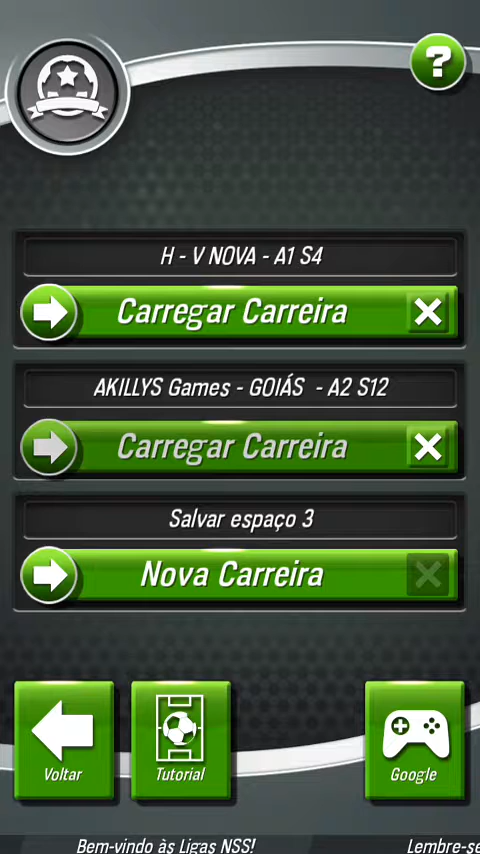 ?
H - V NOVA - A1 S4
Carregar Carreira
AKILLYS Games - GOIÁS - A2 S12
Carregar Carreira
Salvar espaço 3
Nova Carreira
Voltar
Tutorial
Google
Bem-vindo às Ligas NSS!
Lembre-se